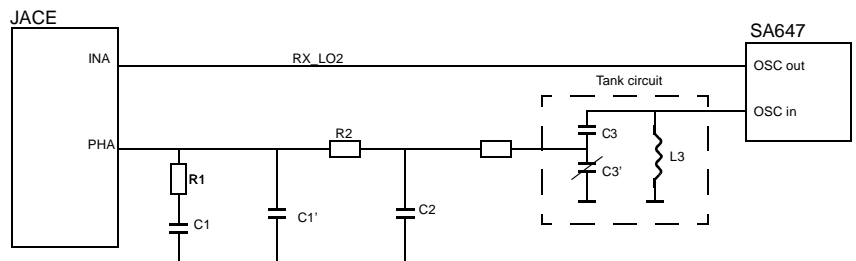 JACE
SA647
INA
RX_LO2
OSC out
Tank circuit
OSC in
PHA
R2
C3
R1
C3'
L3
C1
C1'
C2